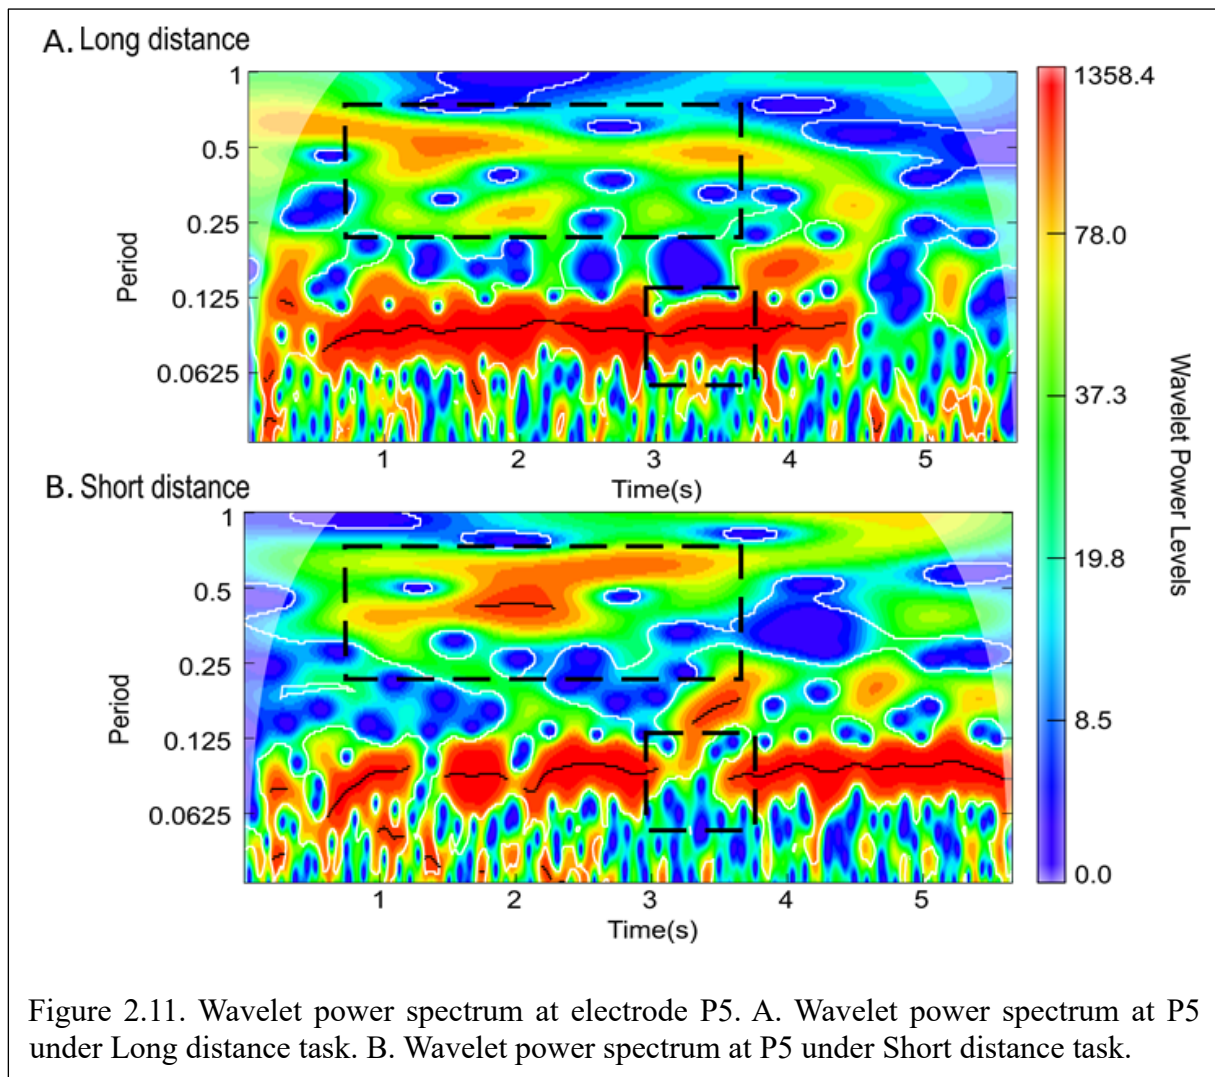 A. Long distance
1
0.5
0.25
0.125
0.0625
Period
1 2 3 4 5
Time(s)
B. Short distance
1
0.5
0.25
0.125
0.0625
Period
1 2 3 4 5
Time(s)
1358.4
78.0
37.3
19.8
8.5
0.0
Wavelet Power Levels
Figure 2.11. Wavelet power spectrum at electrode P5. A. Wavelet power spectrum at P5
under Long distance task. B. Wavelet power spectrum at P5 under Short distance task.